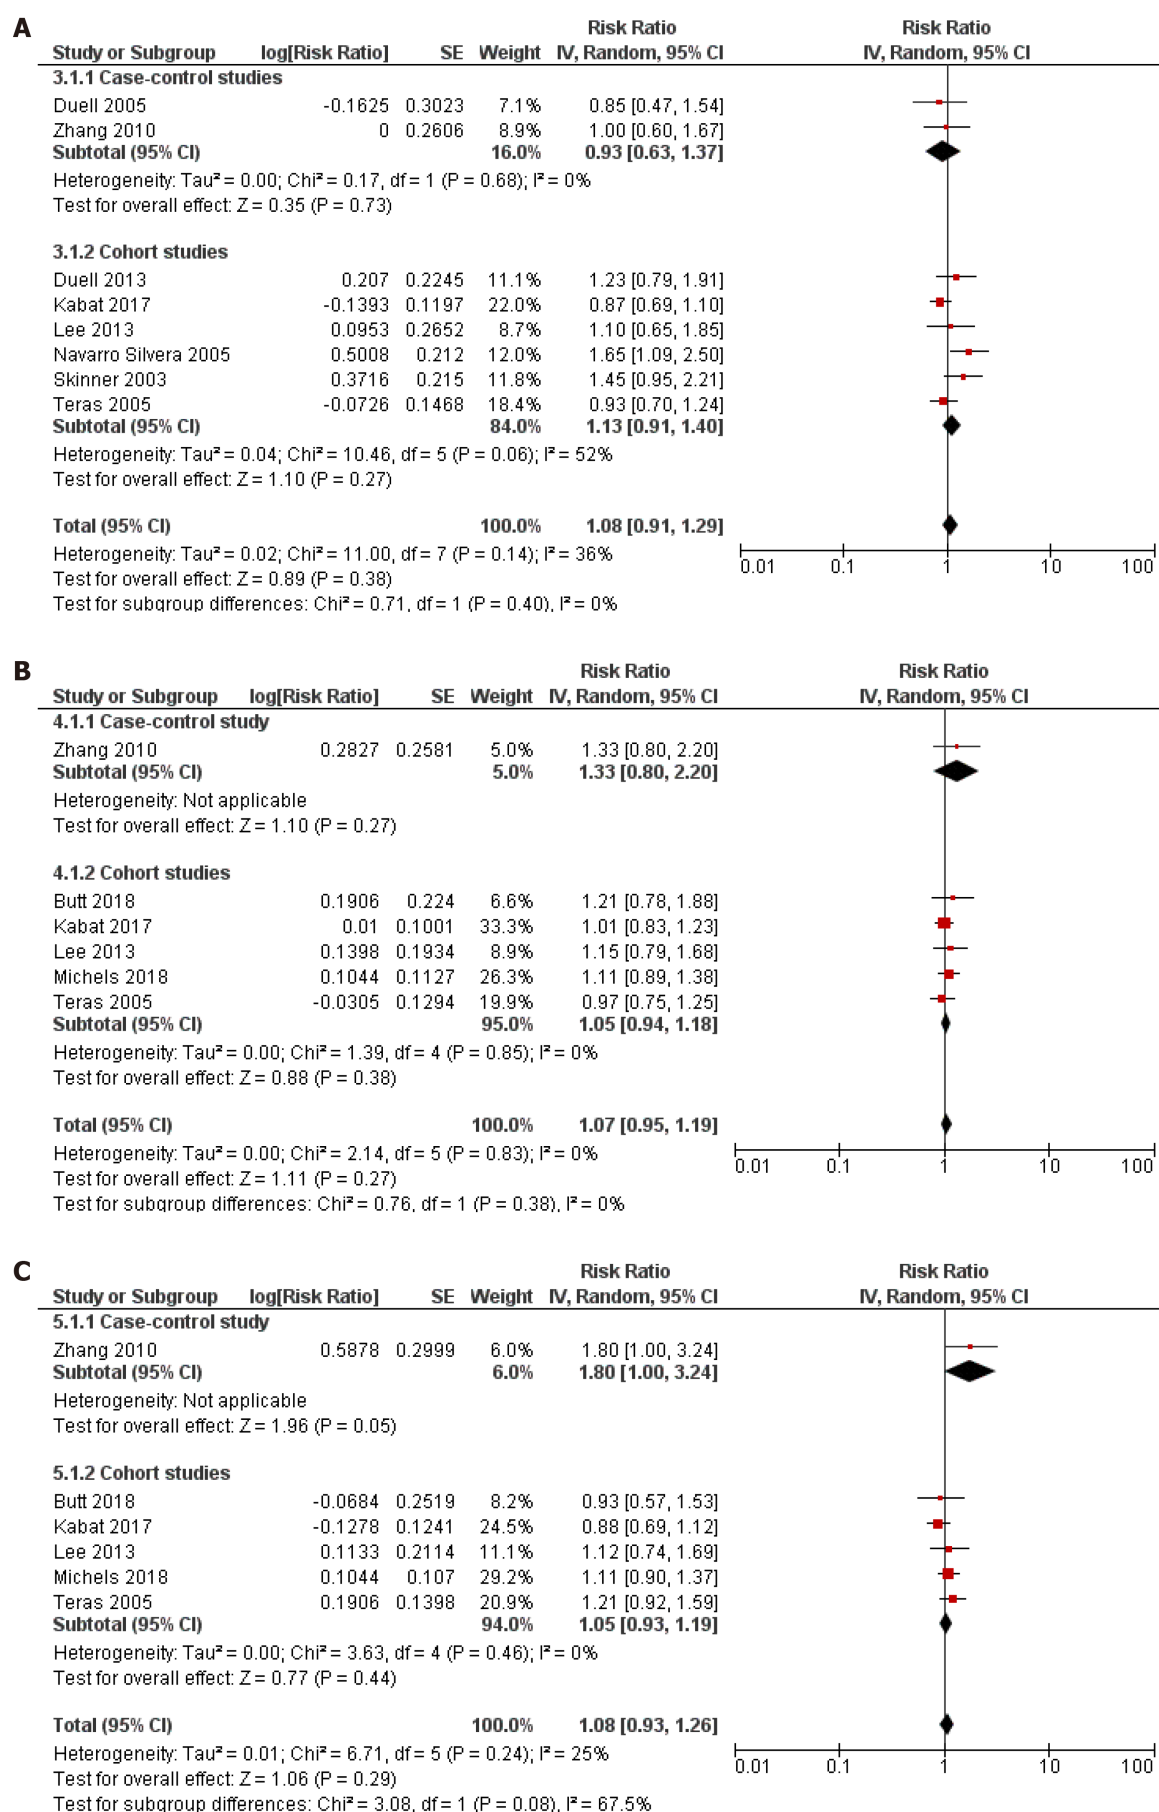 A
Risk Ratio Risk Ratio
Study or Subgroup log[Risk Ratio] SE Weight IV, Random, 95% CI IV, Random, 95% CI
3.1.1 Case-control studies
Duell 2005 -0.1625 0.3023 7.1% 0.85 [0.47, 1.54]
Zhang 2010 0 0.2606 8.9% 1.00 [0.60, 1.67]
Subtotal (95% CI) 16.0% 0.93 [0.63, 1.37]
Heterogeneity: Tau² = 0.00; Chi² = 0.17, df = 1 (P = 0.68); I² = 0%
Test for overall effect: Z = 0.35 (P = 0.73)
3.1.2 Cohort studies
Duell 2013 0.207 0.2245 11.1% 1.23 [0.79, 1.91]
Kabat 2017 -0.1393 0.1197 22.0% 0.87 [0.69, 1.10]
Lee 2013 0.0953 0.2652 8.7% 1.10 [0.65, 1.85]
Navarro Silvera 2005 0.5008 0.212 12.0% 1.65 [1.09, 2.50]
Skinner 2003 0.3716 0.215 11.8% 1.45 [0.95, 2.21]
Teras 2005 -0.0726 0.1468 18.4% 0.93 [0.70, 1.24]
Subtotal (95% CI) 84.0% 1.13 [0.91, 1.40]
Heterogeneity: Tau² = 0.04; Chi² = 10.46, df = 5 (P = 0.06); I² = 52%
Test for overall effect: Z = 1.10 (P = 0.27)
Total (95% CI) 100.0% 1.08 [0.91, 1.29]
Heterogeneity: Tau² = 0.02; Chi² = 11.00, df = 7 (P = 0.14); I² = 36%
0.01 0.1 1 10 100
Test for overall effect: Z = 0.89 (P = 0.38)
Test for subgroup differences: Chi² = 0.71, df = 1 (P = 0.40), I² = 0%
B
Risk Ratio Risk Ratio
Study or Subgroup log[Risk Ratio] SE Weight IV, Random, 95% CI IV, Random, 95% CI
4.1.1 Case-control study
Zhang 2010 0.2827 0.2581 5.0% 1.33 [0.80, 2.20]
Subtotal (95% CI) 5.0% 1.33 [0.80, 2.20]
Heterogeneity: Not applicable
Test for overall effect: Z = 1.10 (P = 0.27)
4.1.2 Cohort studies
Butt 2018 0.1906 0.224 6.6% 1.21 [0.78, 1.88]
Kabat 2017 0.01 0.1001 33.3% 1.01 [0.83, 1.23]
Lee 2013 0.1398 0.1934 8.9% 1.15 [0.79, 1.68]
Michels 2018 0.1044 0.1127 26.3% 1.11 [0.89, 1.38]
Teras 2005 -0.0305 0.1294 19.9% 0.97 [0.75, 1.25]
Subtotal (95% CI) 95.0% 1.05 [0.94, 1.18]
Heterogeneity: Tau² = 0.00; Chi² = 1.39, df = 4 (P = 0.85); I² = 0%
Test for overall effect: Z = 0.88 (P = 0.38)
Total (95% CI) 100.0% 1.07 [0.95, 1.19]
Heterogeneity: Tau² = 0.00; Chi² = 2.14, df = 5 (P = 0.83); I² = 0%
0.01 0.1 1 10 100
Test for overall effect: Z = 1.11 (P = 0.27)
Test for subgroup differences: Chi² = 0.76, df = 1 (P = 0.38), I² = 0%
C
Risk Ratio Risk Ratio
Study or Subgroup log[Risk Ratio] SE Weight IV, Random, 95% CI IV, Random, 95% CI
5.1.1 Case-control study
Zhang 2010 0.5878 0.2999 6.0% 1.80 [1.00, 3.24]
Subtotal (95% CI) 6.0% 1.80 [1.00, 3.24]
Heterogeneity: Not applicable
Test for overall effect: Z = 1.96 (P = 0.05)
5.1.2 Cohort studies
Butt 2018 -0.0684 0.2519 8.2% 0.93 [0.57, 1.53]
Kabat 2017 -0.1278 0.1241 24.5% 0.88 [0.69, 1.12]
Lee 2013 0.1133 0.2114 11.1% 1.12 [0.74, 1.69]
Michels 2018 0.1044 0.107 29.2% 1.11 [0.90, 1.37]
Teras 2005 0.1906 0.1398 20.9% 1.21 [0.92, 1.59]
Subtotal (95% CI) 94.0% 1.05 [0.93, 1.19]
Heterogeneity: Tau² = 0.00; Chi² = 3.63, df = 4 (P = 0.46); I² = 0%
Test for overall effect: Z = 0.77 (P = 0.44)
Total (95% CI) 100.0% 1.08 [0.93, 1.26]
Heterogeneity: Tau² = 0.01; Chi² = 6.71, df = 5 (P = 0.24); I² = 25%
0.01 0.1 1 10 100
Test for overall effect: Z = 1.06 (P = 0.29)
Test for subgroup differences: Chi² = 3.08, df = 1 (P = 0.08), I² = 67.5%